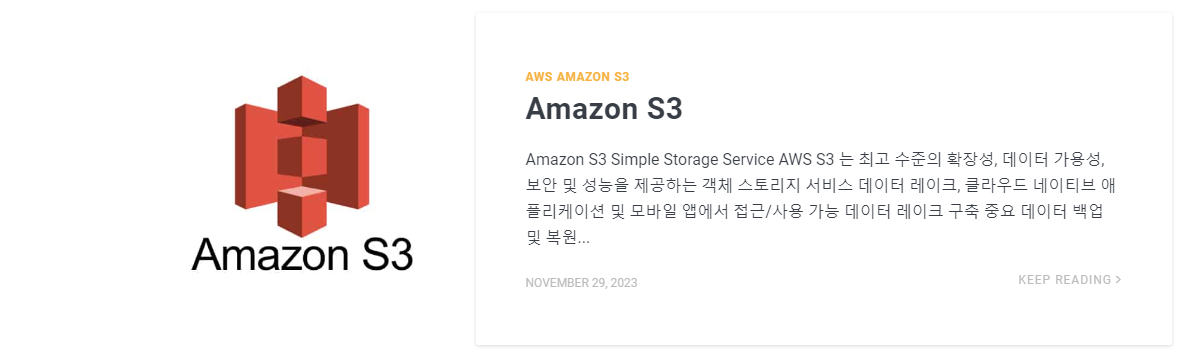 Amazon S3
AWS AMAZON S3
Amazon S3
Amazon S3 Simple Storage Service AWS S3 는 최고 수준의 확장성, 데이터 가용성,
보안 및 성능을 제공하는 객체 스토리지 서비스 데이터 레이크, 클라우드 네이티브 애
플리케이션 및 모바일 앱에서 접근/사용 가능 데이터 레이크 구축 중요 데이터 백업
및 복원...
NOVEMBER 29, 2023
KEEP READING >